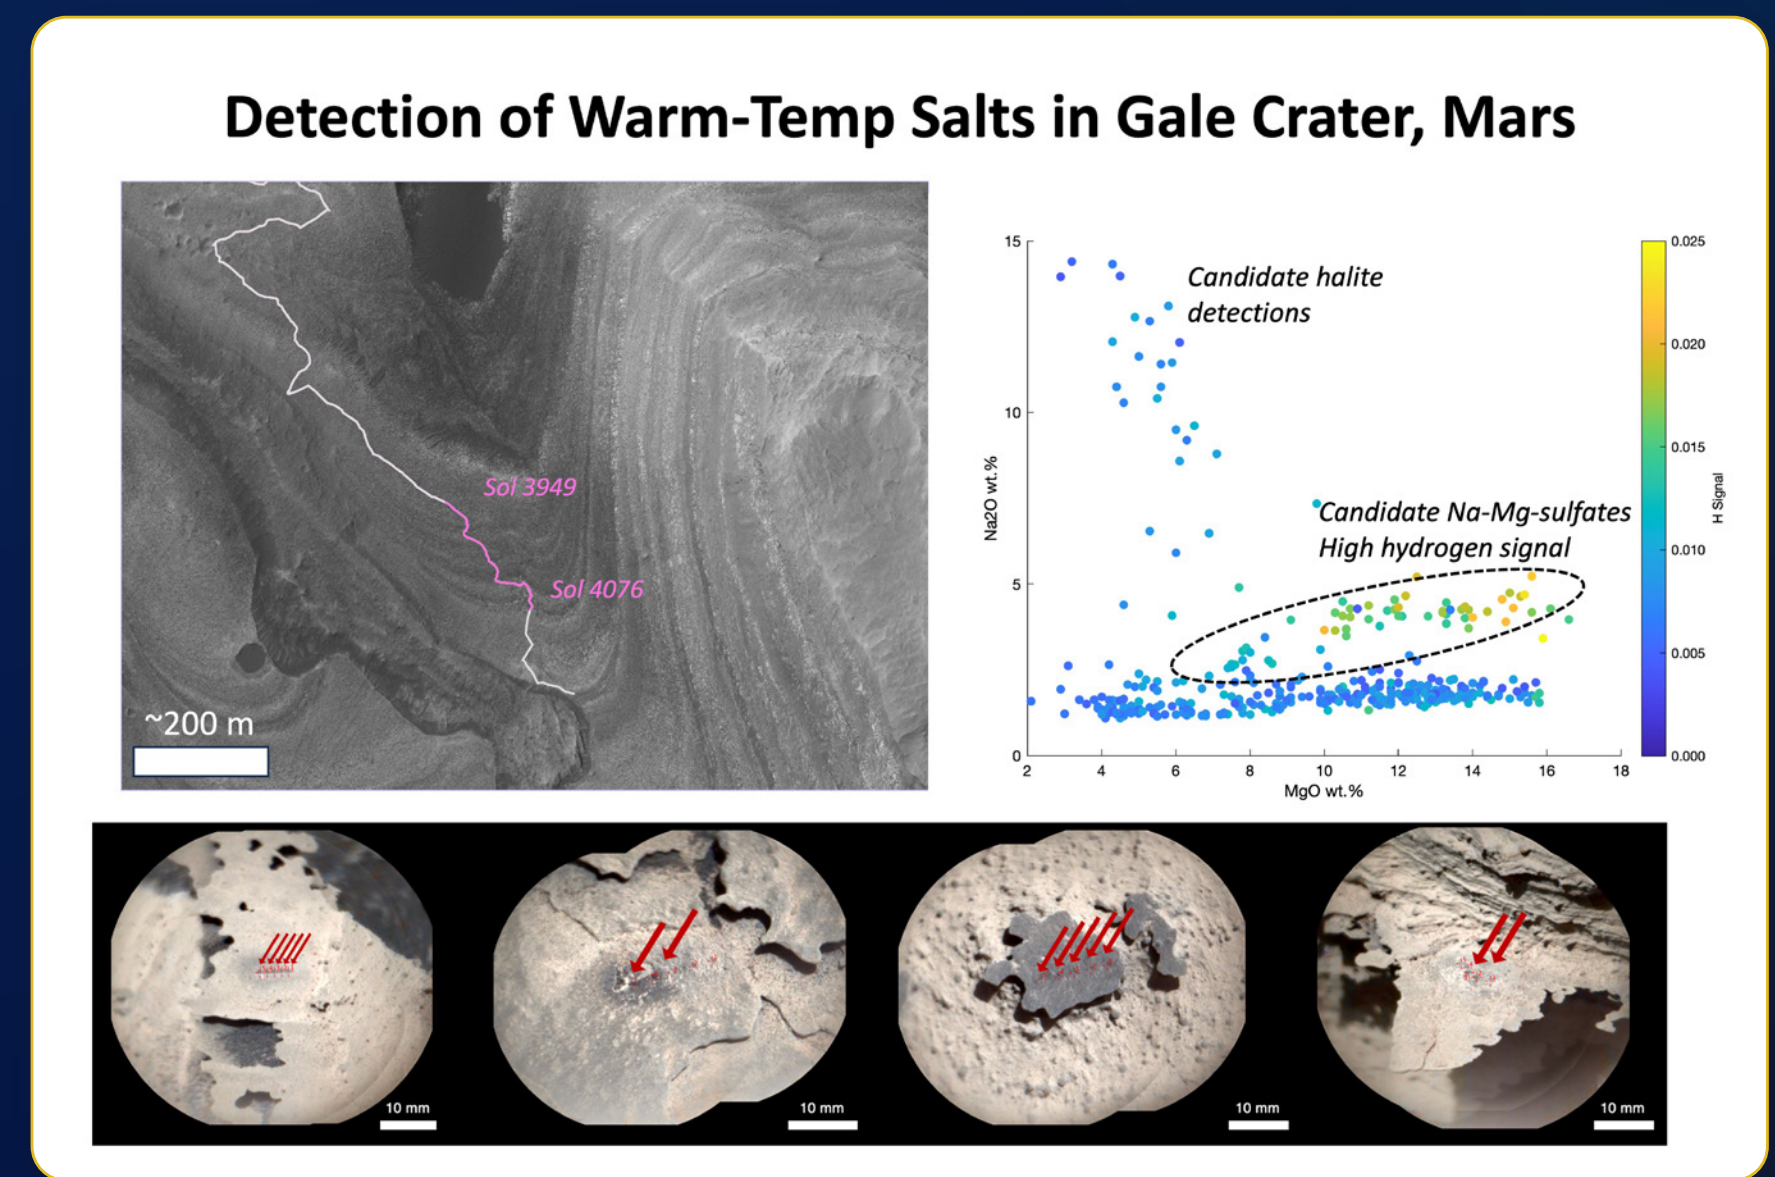 Detection of Warm-Temp Salts in Gale Crater, Mars
Sol 3949
Sol 4076
~200 m
15
10
5
0
Na2O wt.%
2
4
6
8
10
12
14
16
18
MgO wt.%
Candidate halite
detections
Candidate Na-Mg-sulfates
High hydrogen signal
0.025
0.020
0.015
0.010
0.005
0.000
H Signal
10 mm
10 mm
10 mm
10 mm